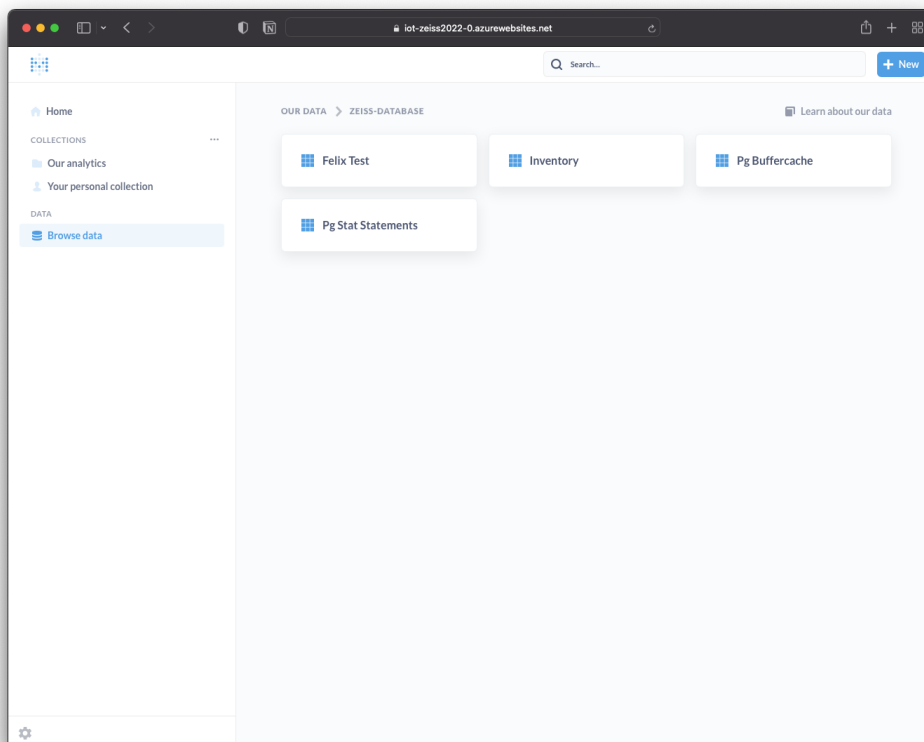 iot-zeiss2022-0.azurewebsites.net
Search...
+ New
Home
COLLECTIONS
...
Our analytics
Your personal collection
DATA
Browse data
OUR DATA > ZEISS-DATABASE
Learn about our data
Felix Test
Inventory
Pg Buffercache
Pg Stat Statements